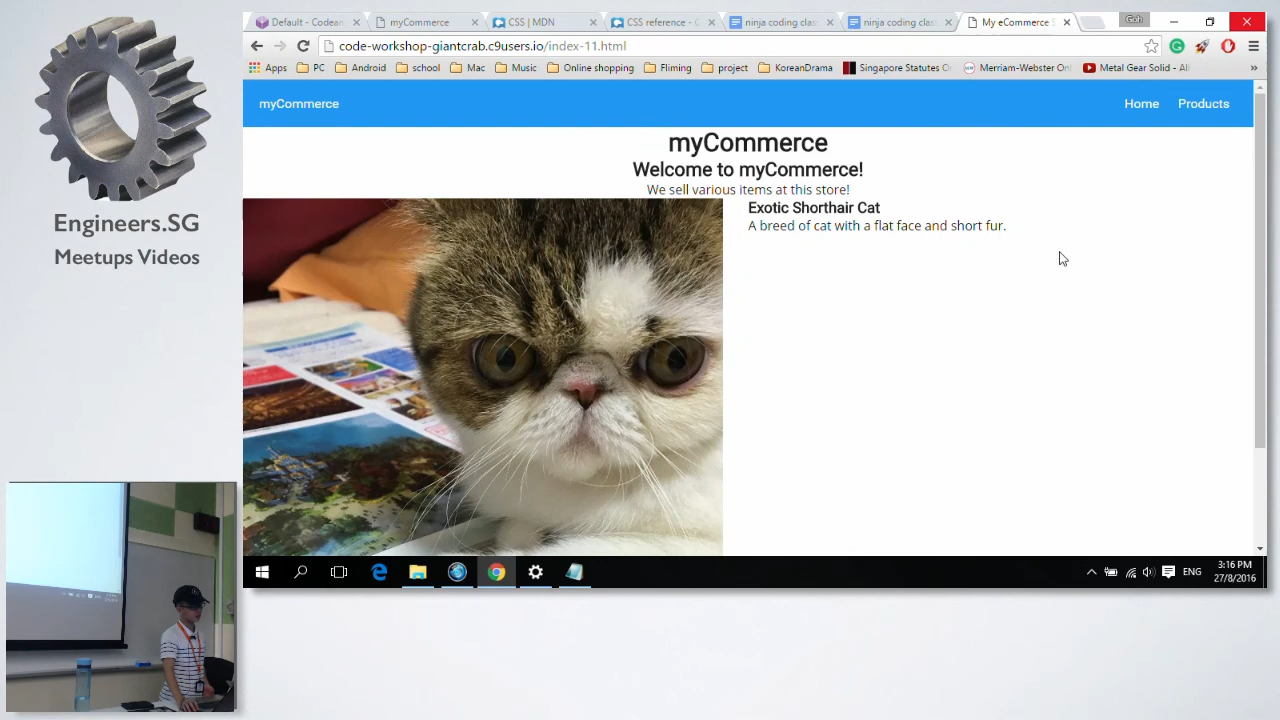 Engineers.SG
Meetups Videos
Default - Codean
myCommerce
CSS | MDN
CSS reference - C
ninja coding clas
ninja coding clas
My eCommerce S
Goh
code-workshop-giantcrab.c9users.io/index-11.html
Apps PC Android school Mac Music Online shopping Fliming project KoreanDrama Singapore Statutes O Merriam-Webster On Metal Gear Solid - Al »
myCommerce Home Products
myCommerce
Welcome to myCommerce!
We sell various items at this store!
Exotic Shorthair Cat
A breed of cat with a flat face and short fur.
ENG
3:16 PM
27/8/2016